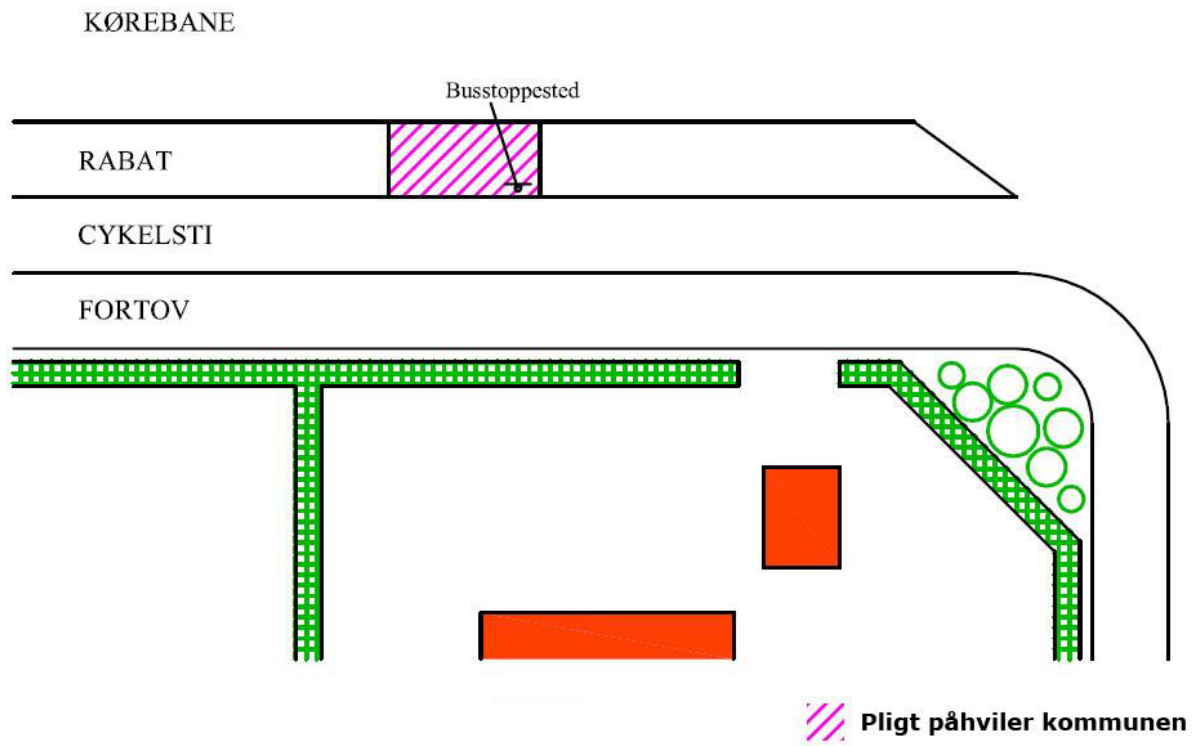 KØREBANE
Busstoppested
RABAT
CYKELSTI
FORTOV
Pligt påhviler kommunen